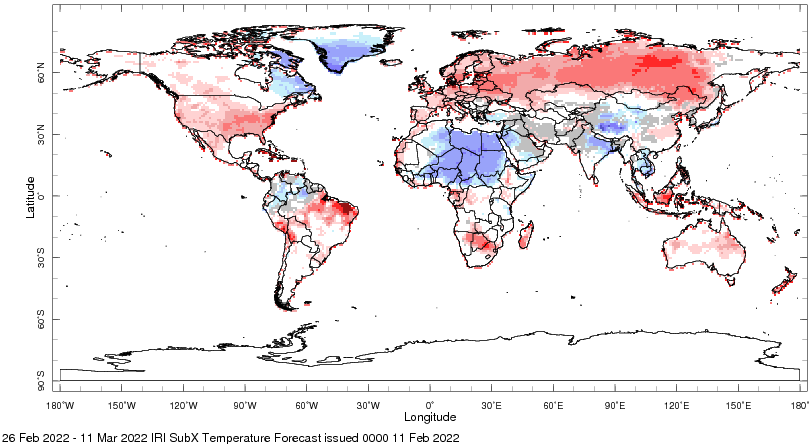 Latitude
60°N
30°N
0°
30°S
60°S
90°S
180°W 150°W 120°W 90°W 60°W 30°W 0° 30°E 60°E 90°E 120°E 150°E 180°E
Longitude
26 Feb 2022 - 11 Mar 2022 IRI SubX Temperature Forecast issued 0000 11 Feb 2022